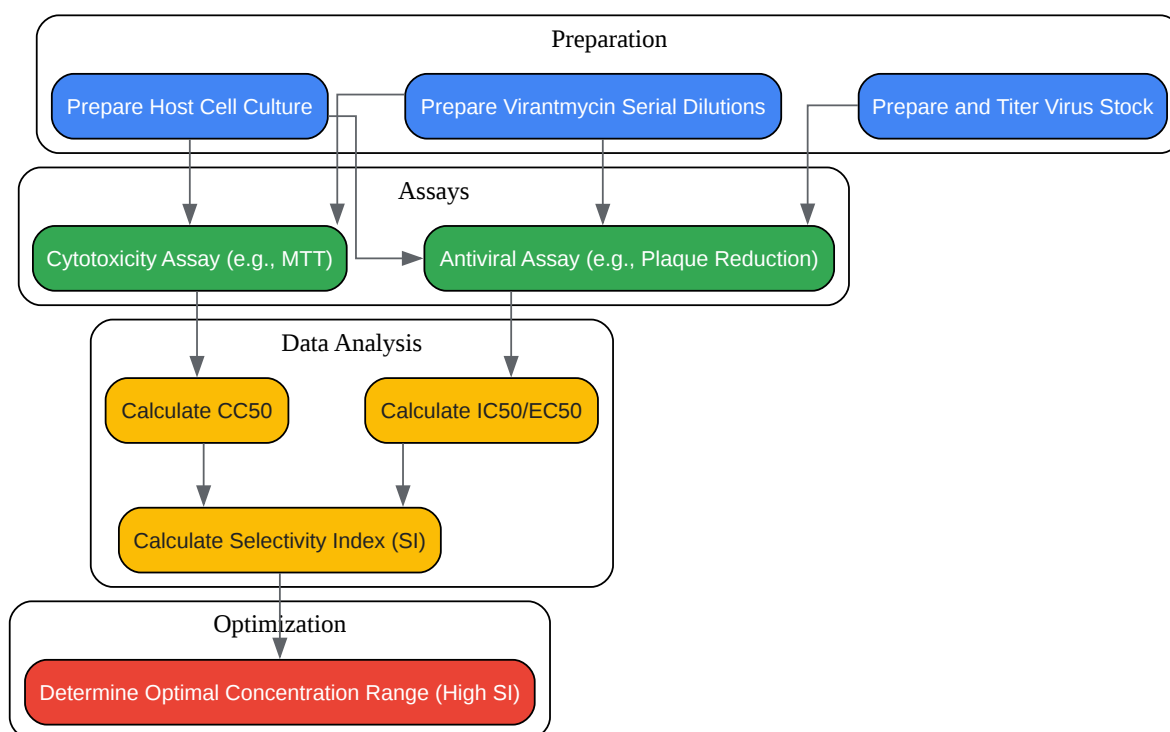 Preparation
Prepare Host Cell Culture
Prepare Virantmycin Serial Dilutions
Prepare and Titer Virus Stock
Assays
Cytotoxicity Assay (e.g., MTT)
Antiviral Assay (e.g., Plaque Reduction)
Data Analysis
Calculate CC50
Calculate IC50/EC50
Calculate Selectivity Index (SI)
Optimization
Determine Optimal Concentration Range (High SI)